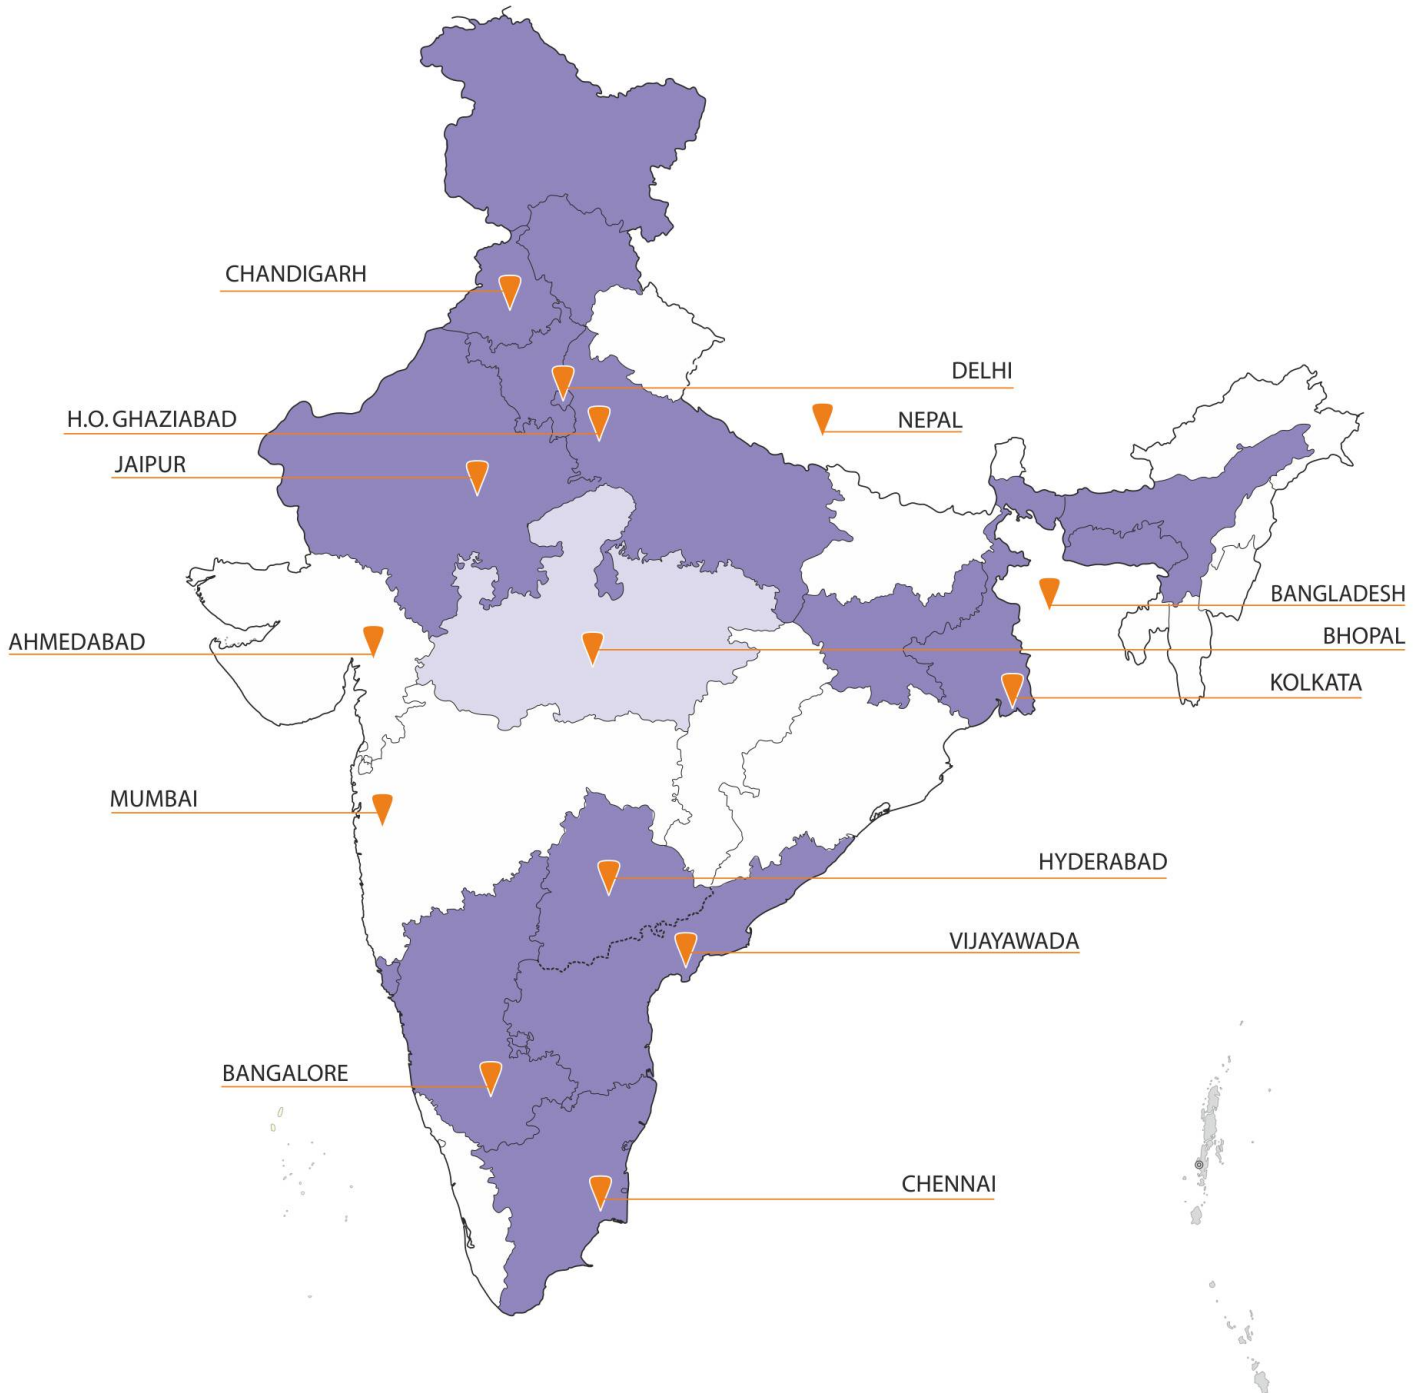 CHANDIGARH
DELHI
H.O. GHAZIABAD
NEPAL
JAIPUR
BANGLADESH
AHMEDABAD
BHOPAL
KOLKATA
MUMBAI
HYDERABAD
VIJAYAWADA
BANGALORE
CHENNAI